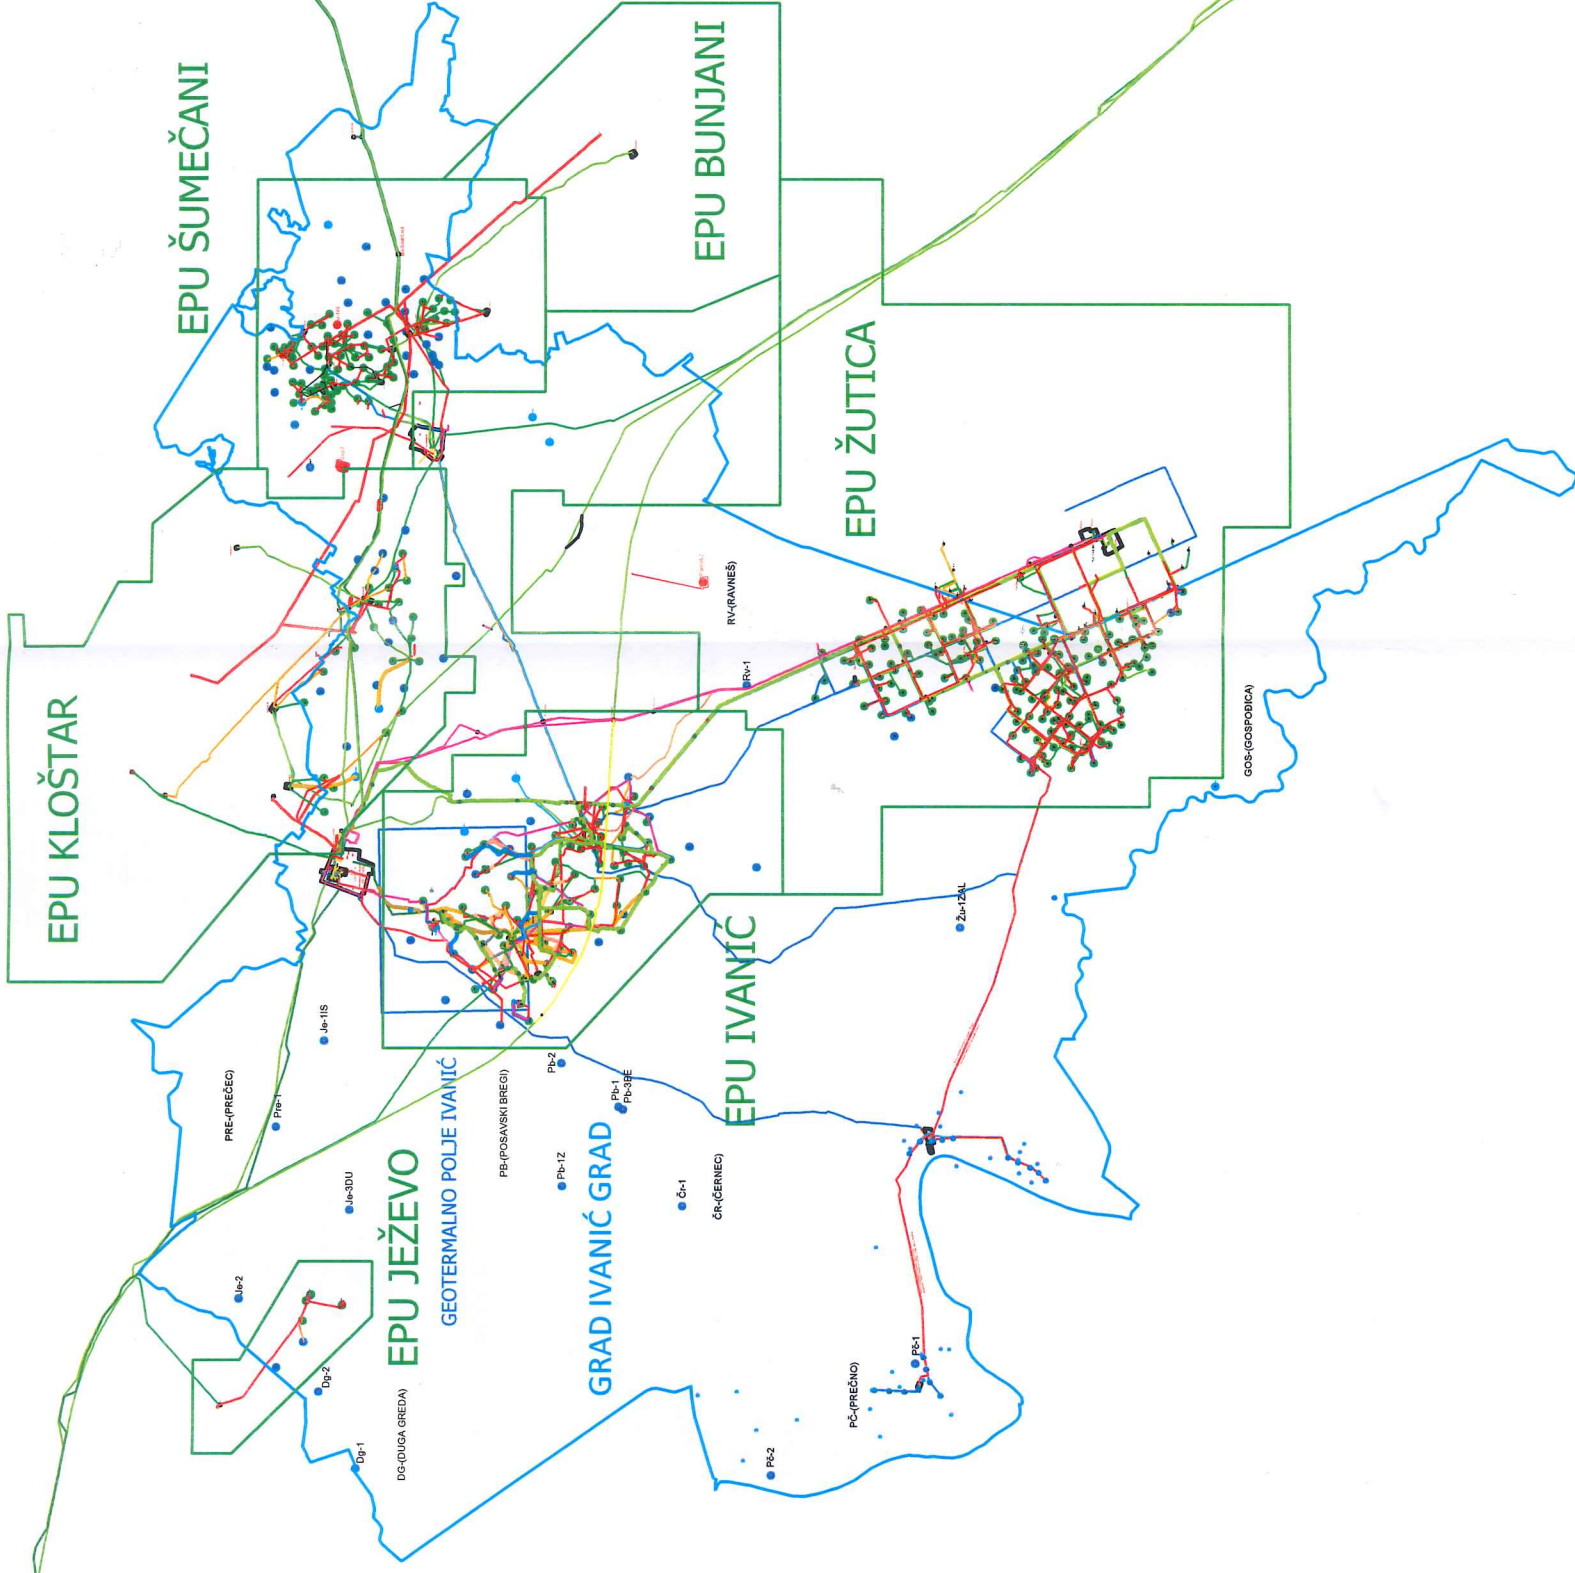 EPU KLOŠTAR
EPU ŠUMEČANI
EPU BUNJANI
EPU ŽUTICA
EPU IVANIĆ
EPU JEŽEVO
GEOTERMALNO POLJE IVANIĆ
GRAD IVANIĆ GRAD
PRE-(PREČEC)
Pre-1
Je-1IS
Je-3DU
Je-2
Dg-2
Dg-1
DG-(DUGA GREDA)
PB-(POSAVSKI BREGI)
Pb-2
Pb-1
Pb-3BE
Pb-1Z
Čr-1
ČR-(ČERNEC)
RV-(RAVNEŠ)
Rv-1
Žu-1ZAL
GOS-(GOSPOĐICA)
PČ-(PREČNO)
Pč-1
Pč-2